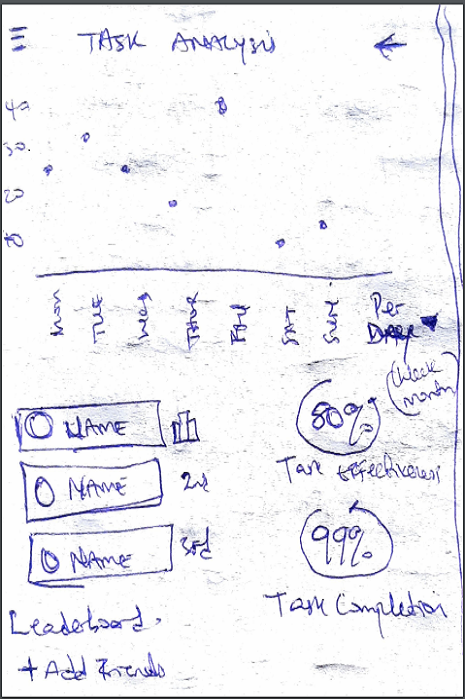 TASK ANALYSIS
40
30.
20
10
Mon
TUE
Wed
THUR
FRI
SAT
Sun
Per
Day
(Week
month)
NAME
80%
NAME
2nd
Task Effectiveness
NAME
3rd
99%
Task Completion
Leaderboard.
+ Add Friends